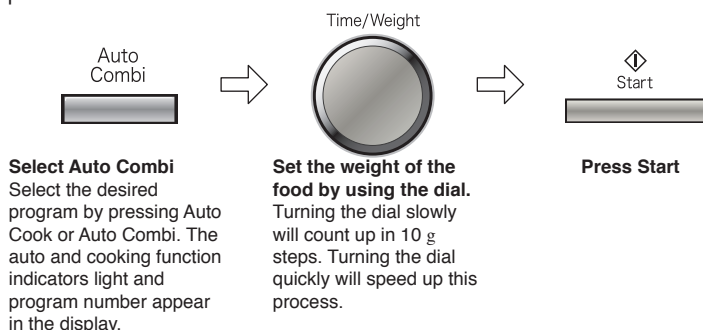 Time/Weight
Auto
Combi
Start
Select Auto Combi
Select the desired
program by pressing Auto
Cook or Auto Combi. The
auto and cooking function
indicators light and
program number appear
in the display.
Set the weight of the
food by using the dial.
Turning the dial slowly
will count up in 10 g
steps. Turning the dial
quickly will speed up this
process.
Press Start